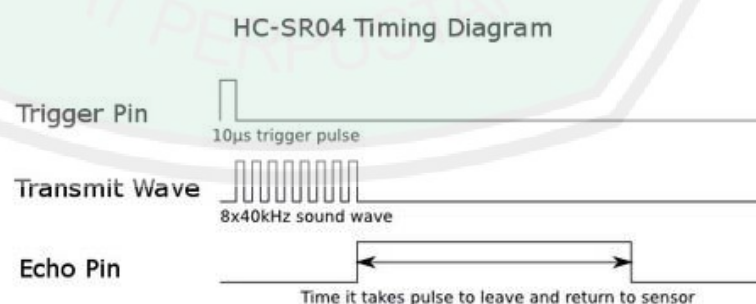 HC-SR04 Timing Diagram
Trigger Pin
10µs trigger pulse
Transmit Wave
8x40kHz sound wave
Echo Pin
Time it takes pulse to leave and return to sensor